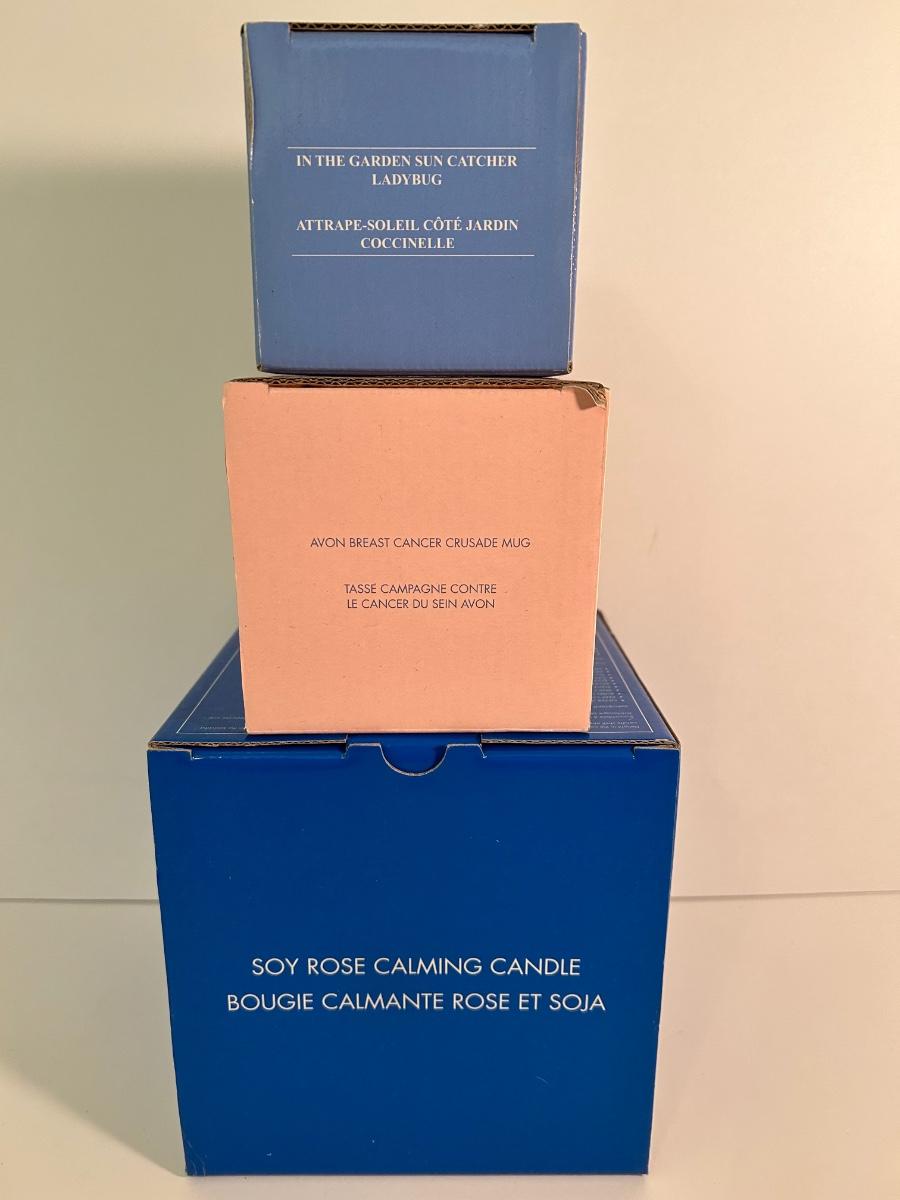 IN THE GARDEN SUN CATCHER
LADYBUG
ATTRAPE-SOLEIL CÔTÉ JARDIN
COCCINELLE
AVON BREAST CANCER CRUSADE MUG
TASSE CAMPAGNE CONTRE
LE CANCER DU SEIN AVON
SOY ROSE CALMING CANDLE
BOUGIE CALMANTE ROSE ET SOJA